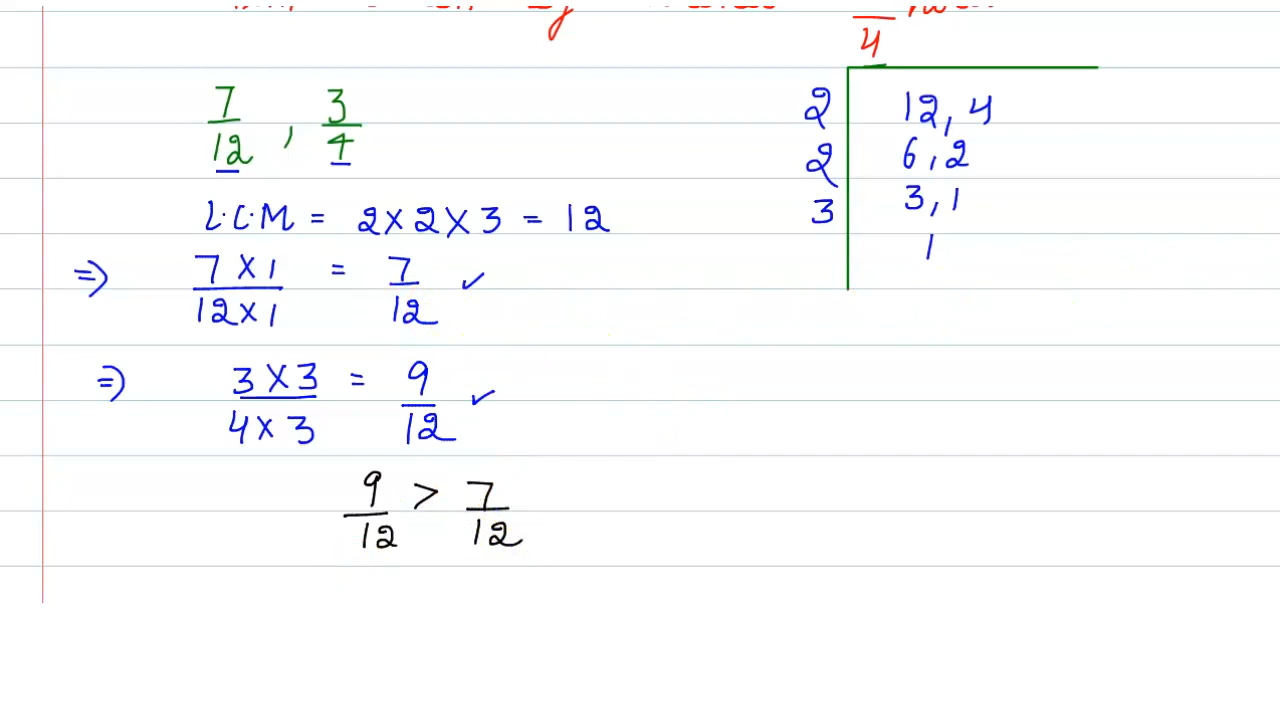 4
7/12 , 3/4
L.C.M = 2×2×3 = 12
⇒ 7×1/12×1 = 7/12 ✓
⇒ 3×3/4×3 = 9/12 ✓
9/12 > 7/12
2 | 12, 4
2 | 6, 2
3 | 3, 1
1